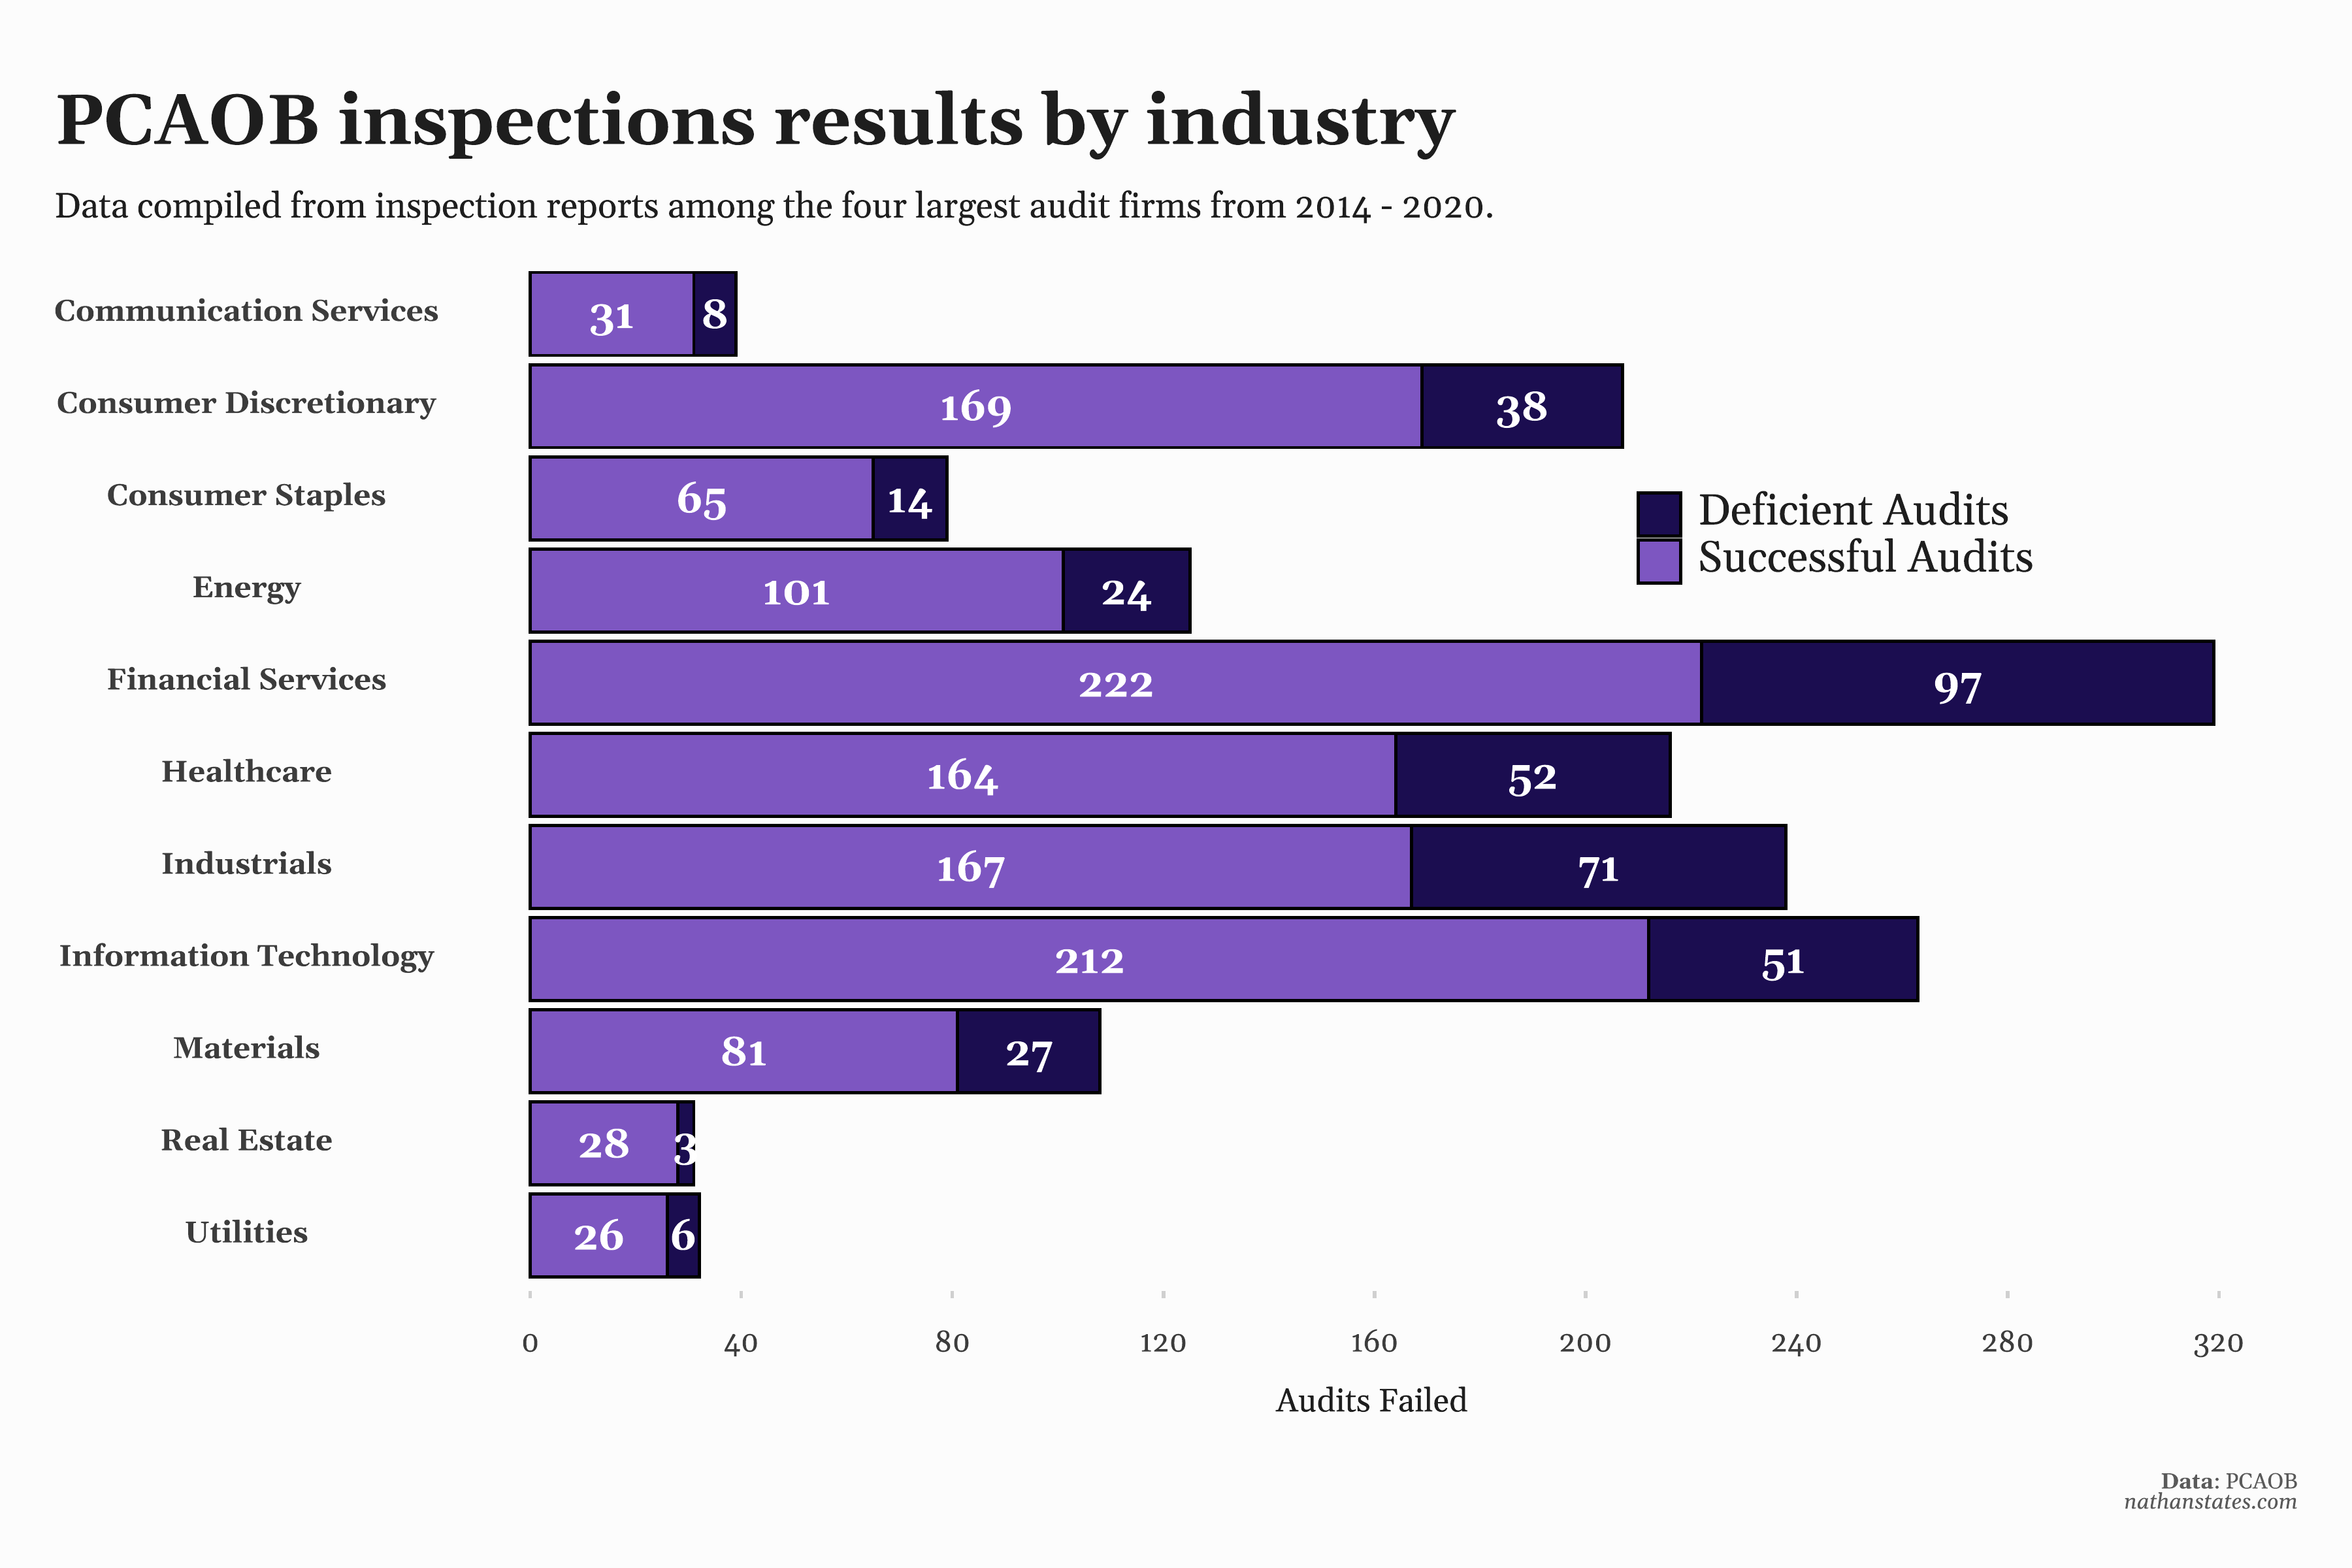 PCAOB inspections results by industry
Data compiled from inspection reports among the four largest audit firms from 2014 - 2020.
Communication Services 31 8
Consumer Discretionary 169 38
Consumer Staples 65 14
Deficient Audits
Successful Audits
Energy 101 24
Financial Services 222 97
Healthcare 164 52
Industrials 167 71
Information Technology 212 51
Materials 81 27
Real Estate 28 3
Utilities 26 6
0 40 80 120 160 200 240 280 320
Audits Failed
Data: PCAOB
nathanstates.com